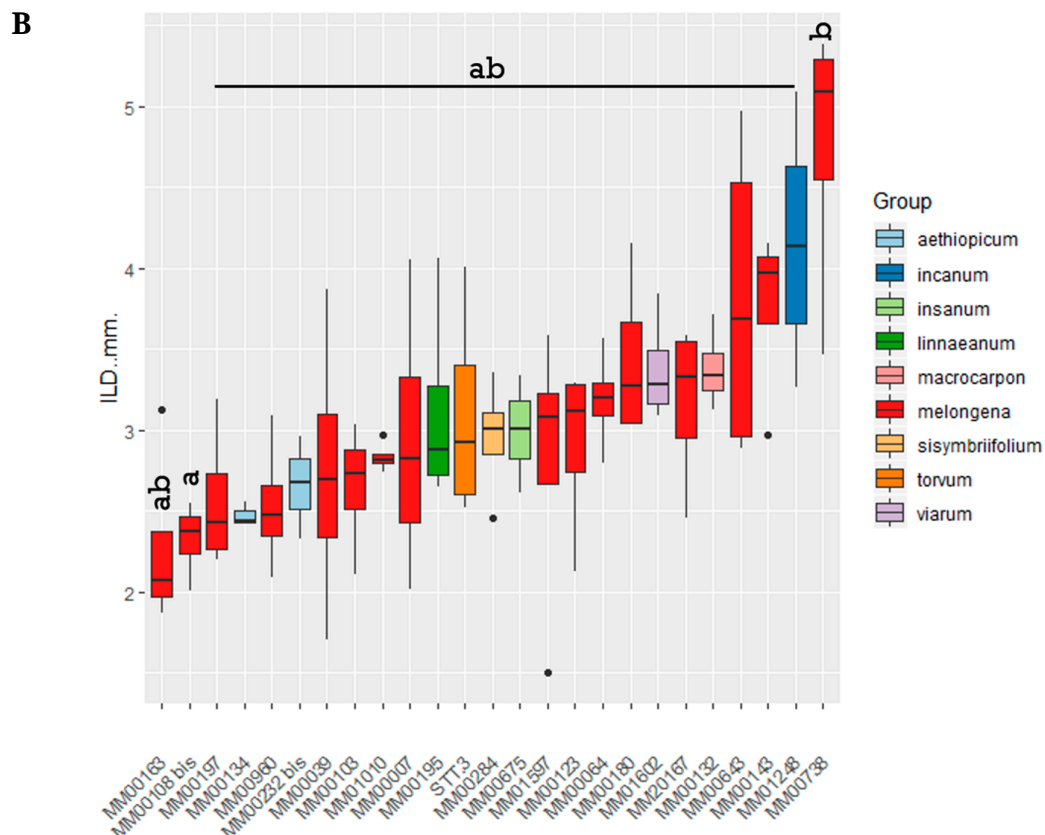 B
ab
b
ab
a
5
4
3
2
ILD..mm.
MM00163
MM00108 bis
MM00197
MM00134
MM00960
MM00232 bis
MM00039
MM00103
MM01010
MM00007
MM00195
STT3
MM00284
MM00675
MM01597
MM00123
MM00064
MM00180
MM01602
MM20167
MM00132
MM00643
MM00143
MM01248
MM00738
Group
aethiopicum
incanum
insanum
linnaeanum
macrocarpon
melongena
sisymbriifolium
torvum
viarum